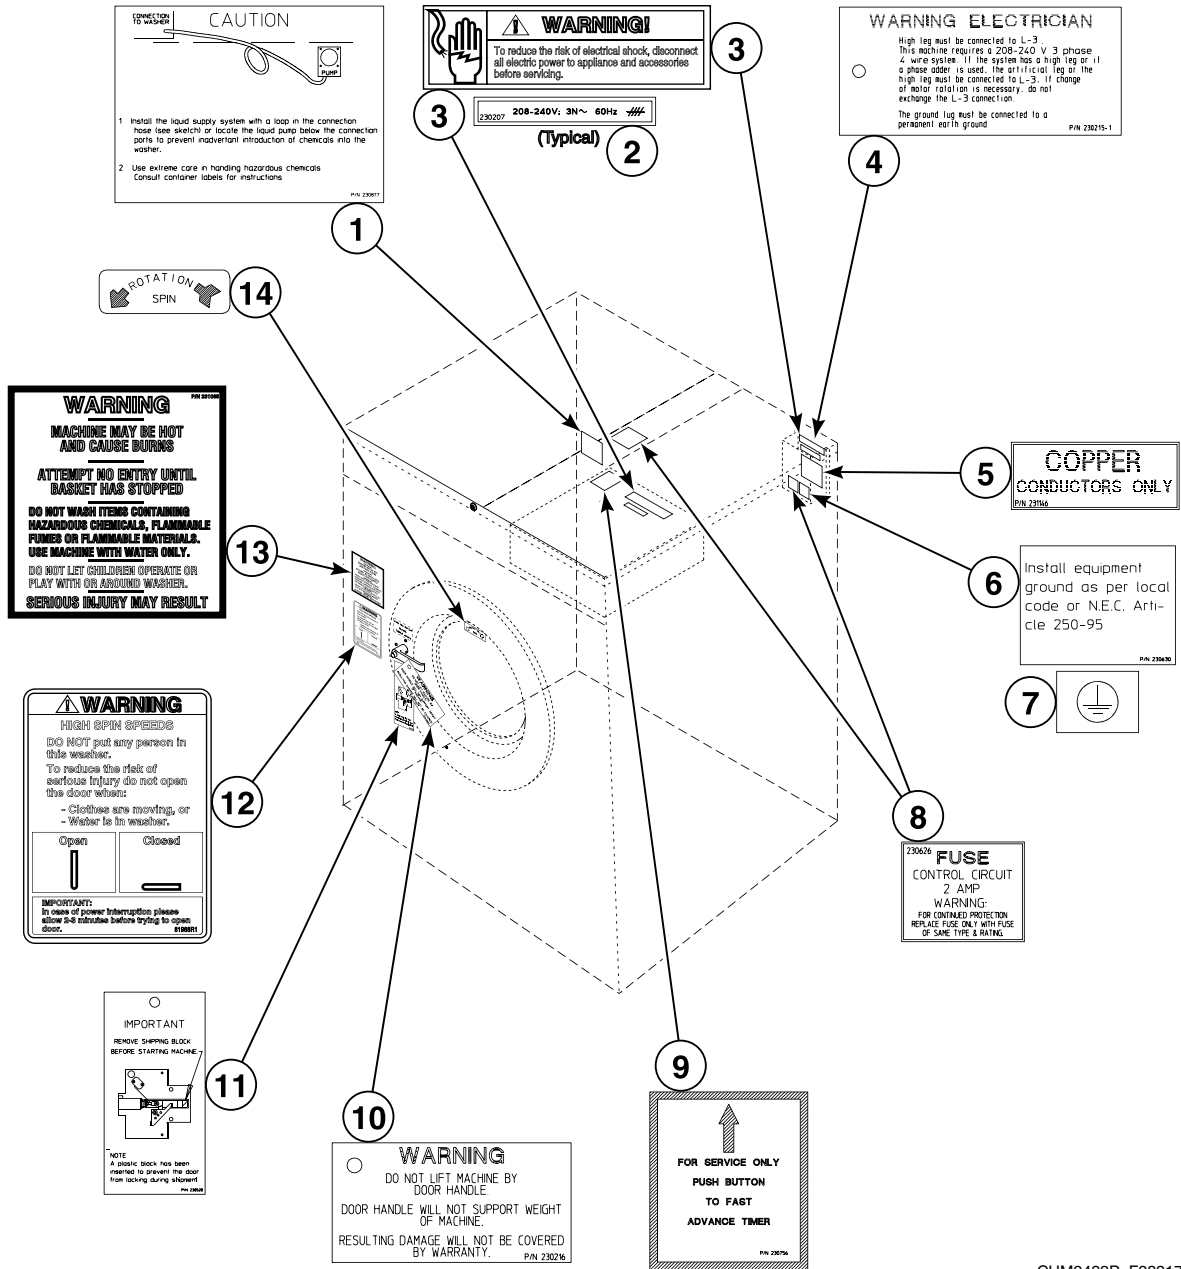 CONNECTION
TO WASHER
CAUTION
PUMP
1 Install the liquid supply system with a loop in the connection
hose (see sketch) or locate the liquid pump below the connection
ports to prevent inadvertant introduction of chemicals into the
washer.
2 Use extreme care in handling hazardous chemicals
Consult container labels for instructions
P/N 230877
1
WARNING!
To reduce the risk of electrical shock, disconnect
all electric power to appliance and accessories
before servicing.
3
3
230207 208-240V: 3N~ 60Hz
(Typical)
2
WARNING ELECTRICIAN
High leg must be connected to L-3.
This machine requires a 208-240 V 3 phase
4 wire system. If the system has a high leg or if
a phase adder is used, the artificial leg or the
high leg must be connected to L-3. If change
of motor rotation is necessary, do not
exchange the L-3 connection.
The ground lug must be connected to a
permanent earth ground
P/N 230215-1
4
ROTATION
SPIN
14
P/N 231066
WARNING
MACHINE MAY BE HOT
AND CAUSE BURNS
ATTEMPT NO ENTRY UNTIL
BASKET HAS STOPPED
DO NOT WASH ITEMS CONTAINING
HAZARDOUS CHEMICALS, FLAMMABLE
FUMES OR FLAMMABLE MATERIALS.
USE MACHINE WITH WATER ONLY.
DO NOT LET CHILDREN OPERATE OR
PLAY WITH OR AROUND WASHER.
SERIOUS INJURY MAY RESULT
13
5
COPPER
CONDUCTORS ONLY
P/N 231146
6
Install equipment
ground as per local
code or N.E.C. Arti-
cle 250-95
P/N 230630
7
WARNING
HIGH SPIN SPEEDS
DO NOT put any person in
this washer.
To reduce the risk of
serious injury do not open
the door when:
- Clothes are moving, or
- Water is in washer.
Open
Closed
IMPORTANT:
In case of power interruption please
allow 2-3 minutes before trying to open
door.
81966R1
12
8
230626
FUSE
CONTROL CIRCUIT
2 AMP
WARNING:
FOR CONTINUED PROTECTION
REPLACE FUSE ONLY WITH FUSE
OF SAME TYPE & RATING.
IMPORTANT
REMOVE SHIPPING BLOCK
BEFORE STARTING MACHINE.
NOTE
A plastic block has been
inserted to prevent the door
from locking during shipment
11
10
WARNING
DO NOT LIFT MACHINE BY
DOOR HANDLE.
DOOR HANDLE WILL NOT SUPPORT WEIGHT
OF MACHINE.
RESULTING DAMAGE WILL NOT BE COVERED
BY WARRANTY.
P/N 230216
9
FOR SERVICE ONLY
PUSH BUTTON
TO FAST
ADVANCE TIMER
P/N 230756